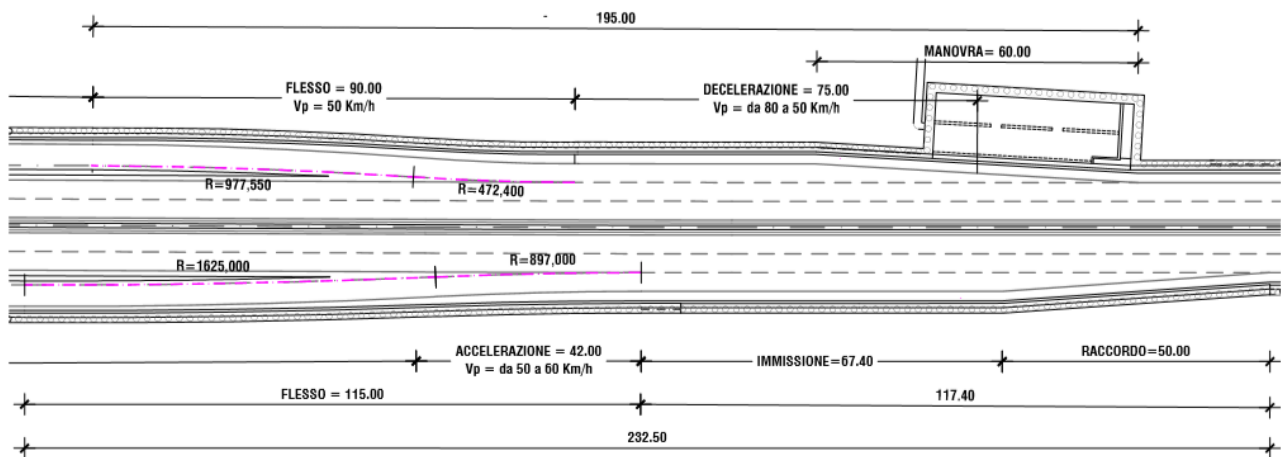 195.00
MANOVRA= 60.00
FLESSO = 90.00
Vp = 50 Km/h
DECELERAZIONE = 75.00
Vp = da 80 a 50 Km/h
R=977,550
R=472,400
R=1625,000
R=897,000
ACCELERAZIONE = 42.00
Vp = da 50 a 60 Km/h
IMMISSIONE=67.40
RACCORDO=50.00
FLESSO = 115.00
117.40
232.50